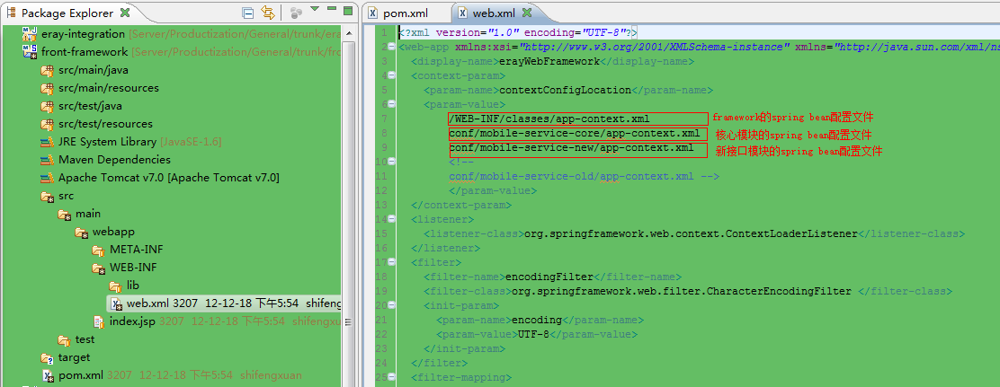 Package Explorer
eray-integration [Server/Productization/General/trunk/era
front-framework [Server/Productization/General/trunk/fro
src/main/java
src/main/resources
src/test/java
src/test/resources
JRE System Library [JavaSE-1.6]
Maven Dependencies
Apache Tomcat v7.0 [Apache Tomcat v7.0]
src
main
webapp
META-INF
WEB-INF
lib
web.xml 3207 12-12-18 下午5:54 shifeng
index.jsp 3207 12-12-18 下午5:54 shifengxuan
test
target
pom.xml 3207 12-12-18 下午5:54 shifengxuan
pom.xml
web.xml
1 <?xml version="1.0" encoding="UTF-8"?>
2 <web-app xmlns:xsi="http://www.w3.org/2001/XMLSchema-instance" xmlns="http://java.sun.com/xml/ns
3 <display-name>erayWebFramework</display-name>
4 <context-param>
5 <param-name>contextConfigLocation</param-name>
6 <param-value>
7 /WEB-INF/classes/app-context.xml framework的spring bean配置文件
8 conf/mobile-service-core/app-context.xml 核心模块的spring bean配置文件
9 conf/mobile-service-new/app-context.xml 新接口模块的spring bean配置文件
10 <!--
11 conf/mobile-service-old/app-context.xml -->
12 </param-value>
13 </context-param>
14 <listener>
15 <listener-class>org.springframework.web.context.ContextLoaderListener</listener-class>
16 </listener>
17 <filter>
18 <filter-name>encodingFilter</filter-name>
19 <filter-class>org.springframework.web.filter.CharacterEncodingFilter </filter-class>
20 <init-param>
21 <param-name>encoding</param-name>
22 <param-value>UTF-8</param-value>
23 </init-param>
24 </filter>
25 <filter-mapping>